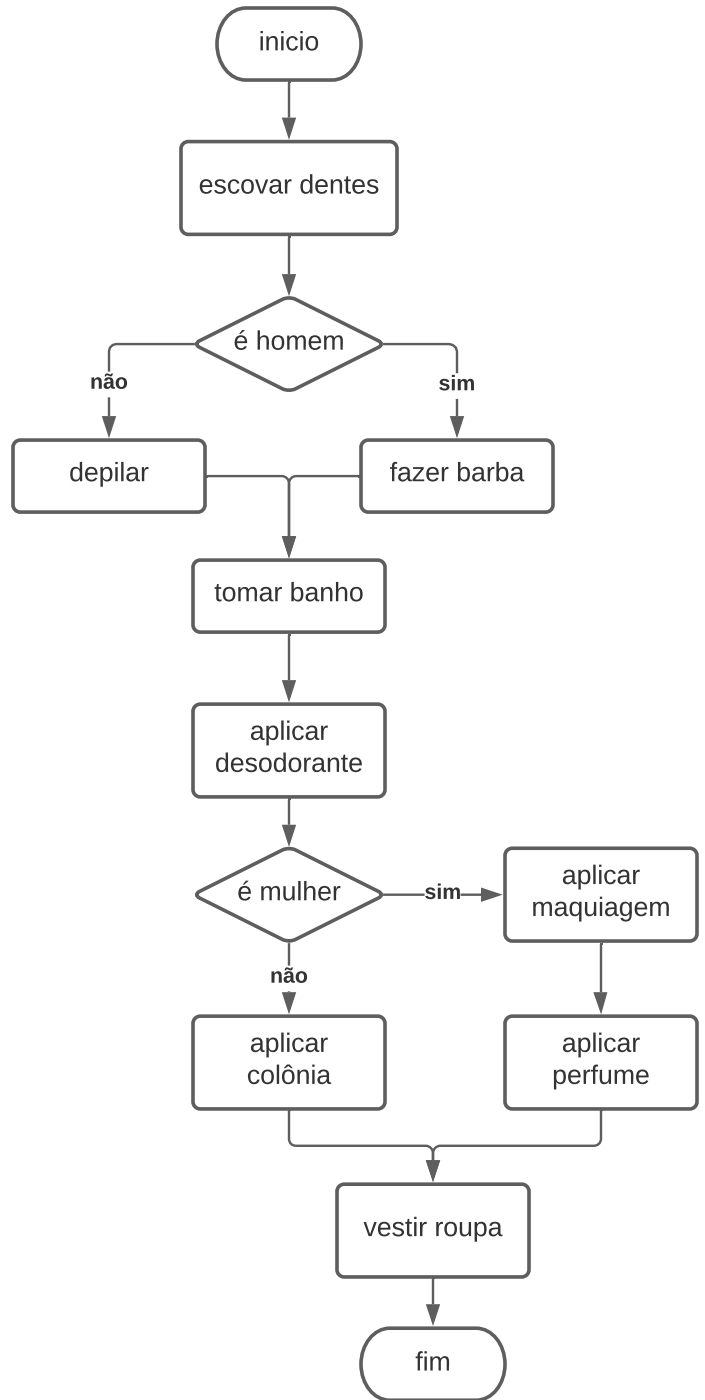 inicio
escovar dentes
é homem
não
sim
depilar
fazer barba
tomar banho
aplicar
desodorante
é mulher
sim
aplicar
maquiagem
não
aplicar
colônia
aplicar
perfume
vestir roupa
fim